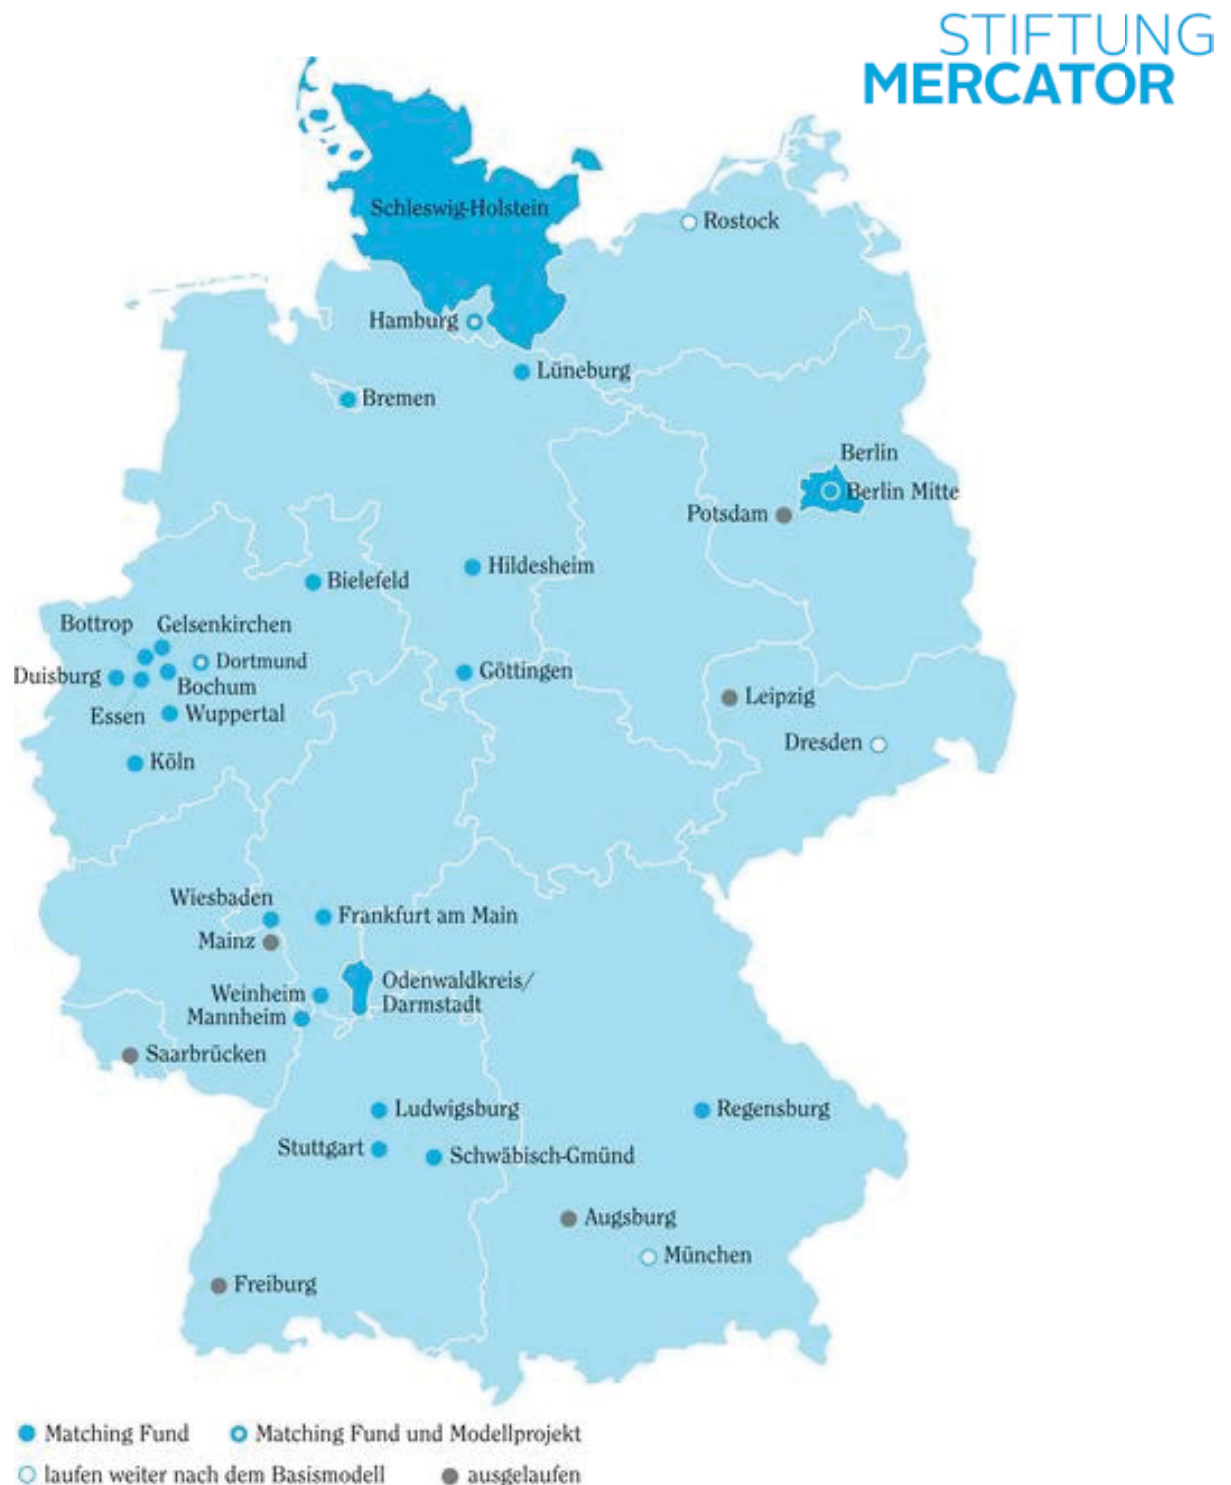 STIFTUNG
MERCATOR
Schleswig-Holstein
Rostock
Hamburg
Lüneburg
Bremen
Berlin
Berlin Mitte
Potsdam
Hildesheim
Bielefeld
Bottrop
Gelsenkirchen
Dortmund
Duisburg
Bochum
Essen
Wuppertal
Göttingen
Leipzig
Dresden
Köln
Wiesbaden
Frankfurt am Main
Mainz
Odenwaldkreis/
Darmstadt
Weinheim
Mannheim
Saarbrücken
Ludwigsburg
Regensburg
Stuttgart
Schwäbisch-Gmünd
Augsburg
München
Freiburg
Matching Fund
Matching Fund und Modellprojekt
laufen weiter nach dem Basismodell
ausgelaufen